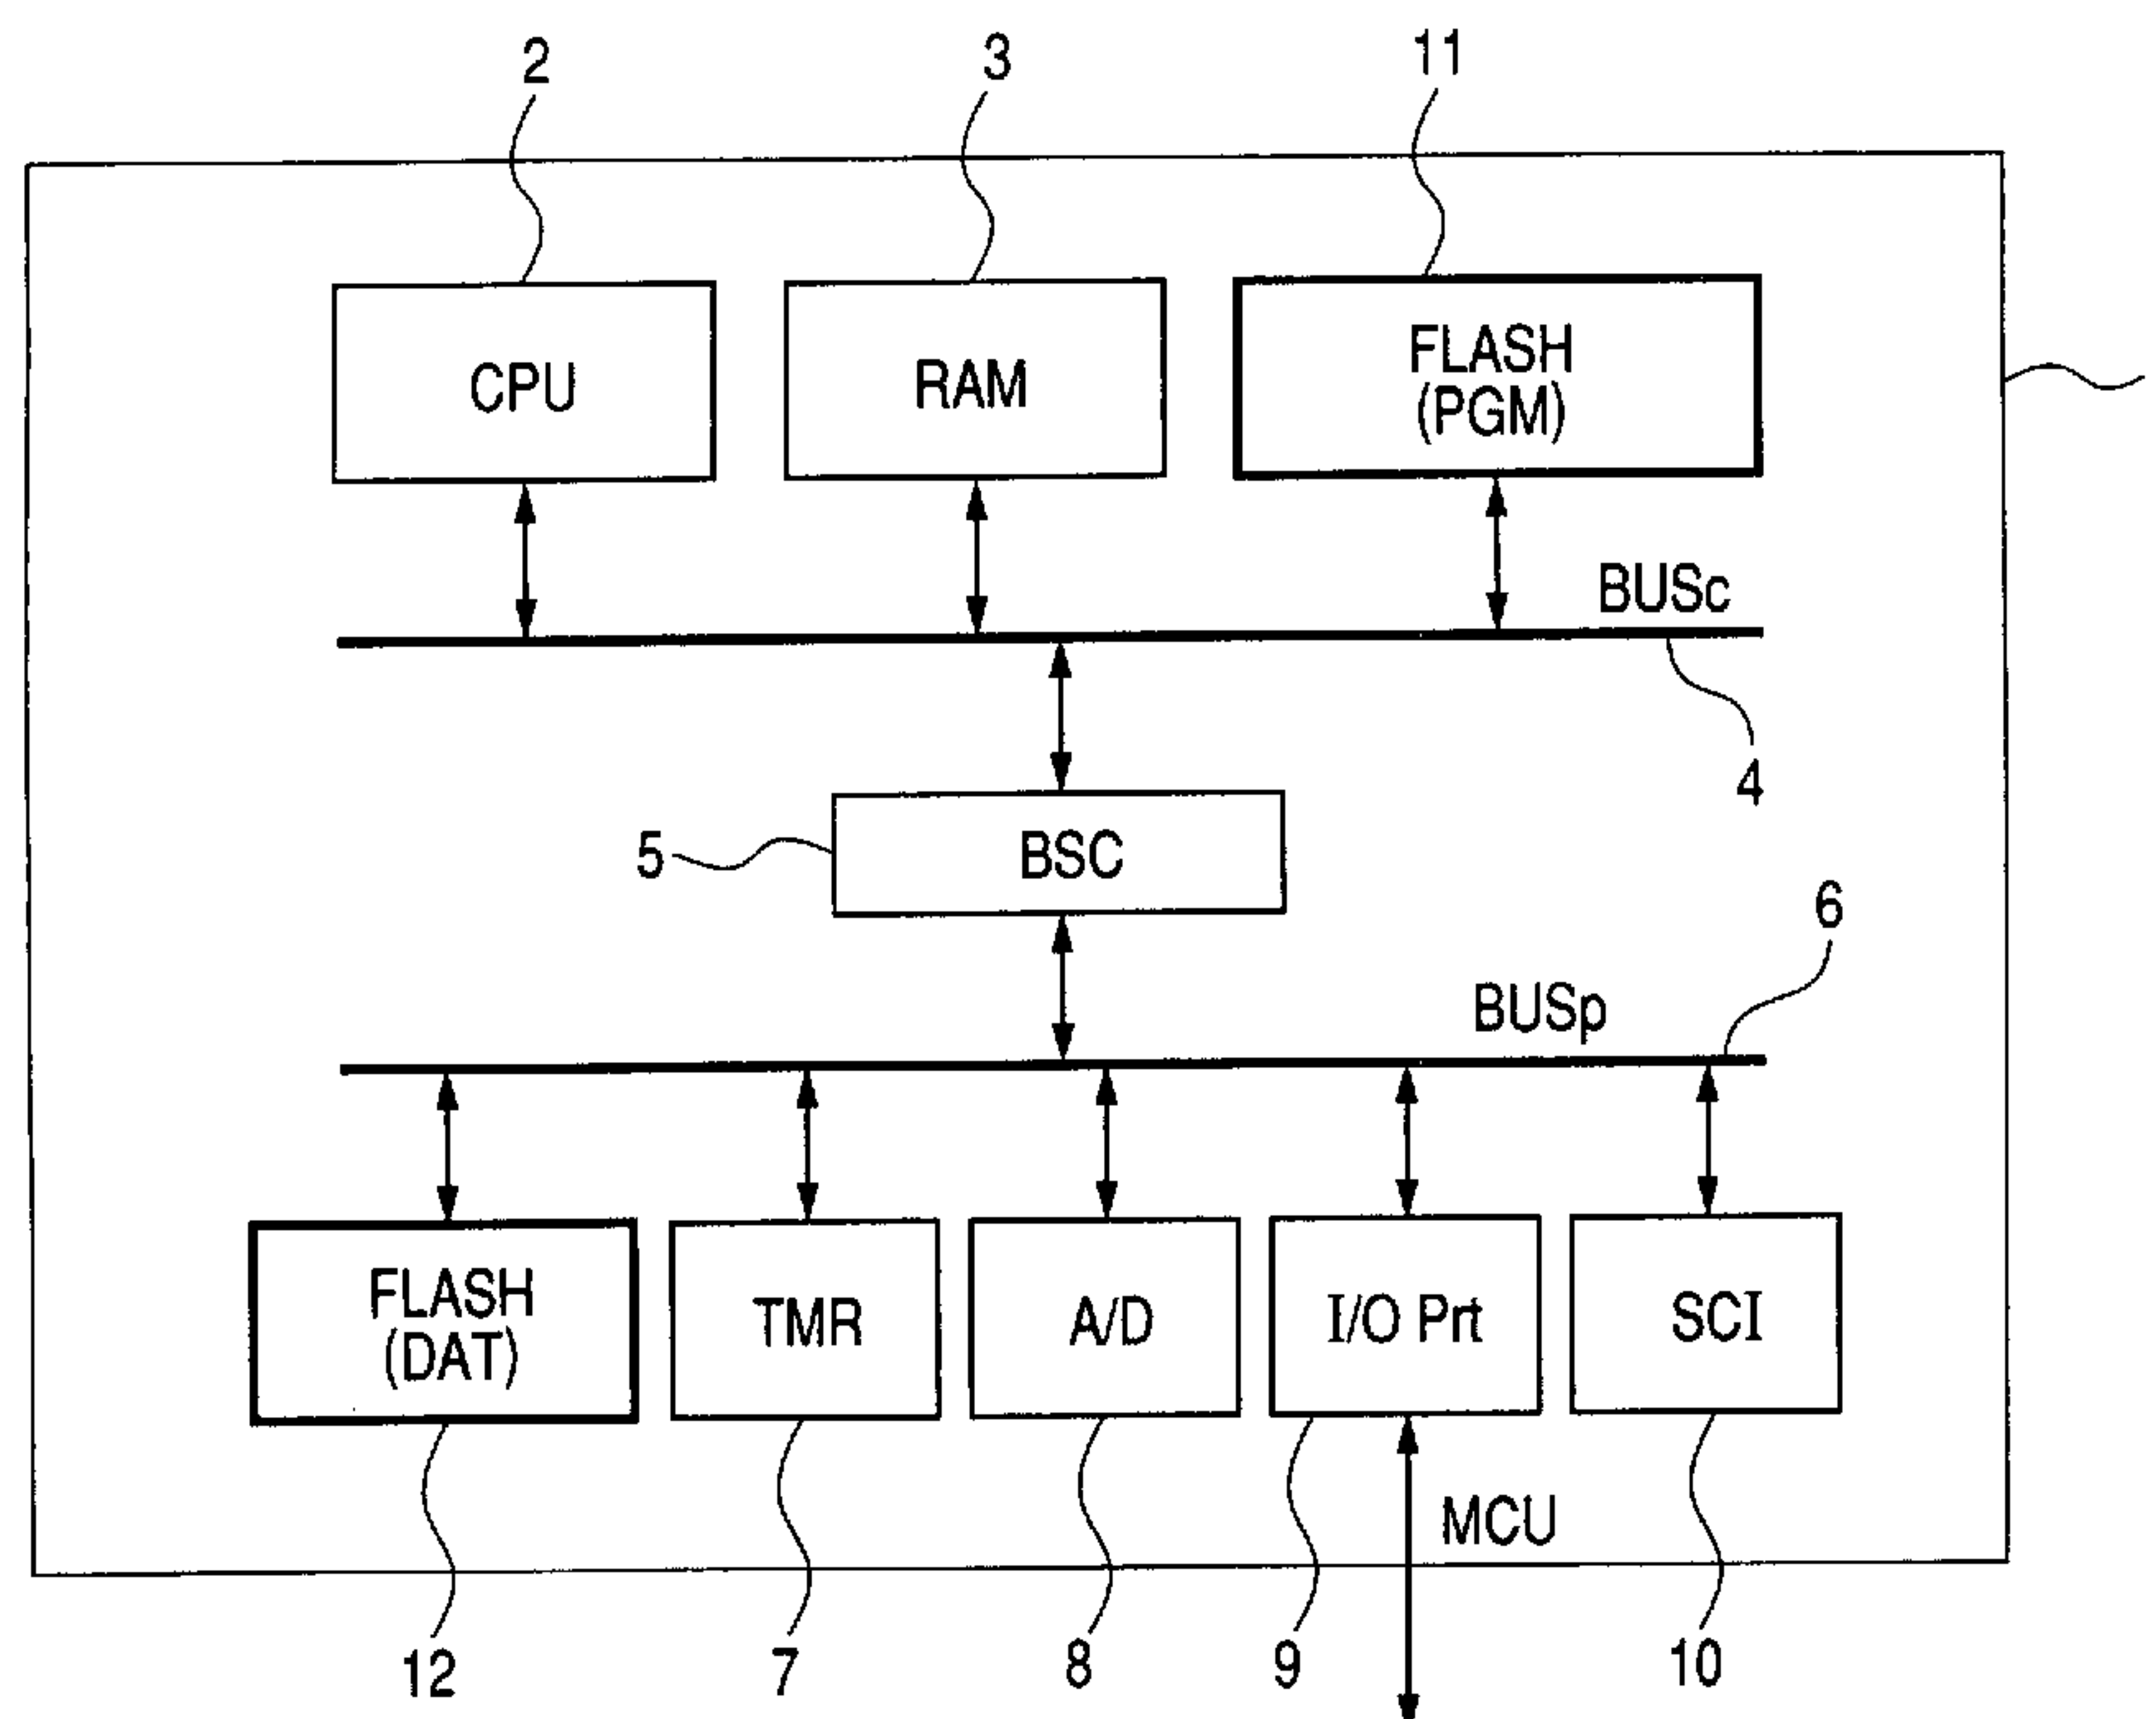 2
3
11
CPU
RAM
FLASH
(PGM)
BUSc
4
5
BSC
6
BUSp
FLASH
(DAT)
TMR
A/D
I/O Prt
SCI
MCU
12
7
8
9
10